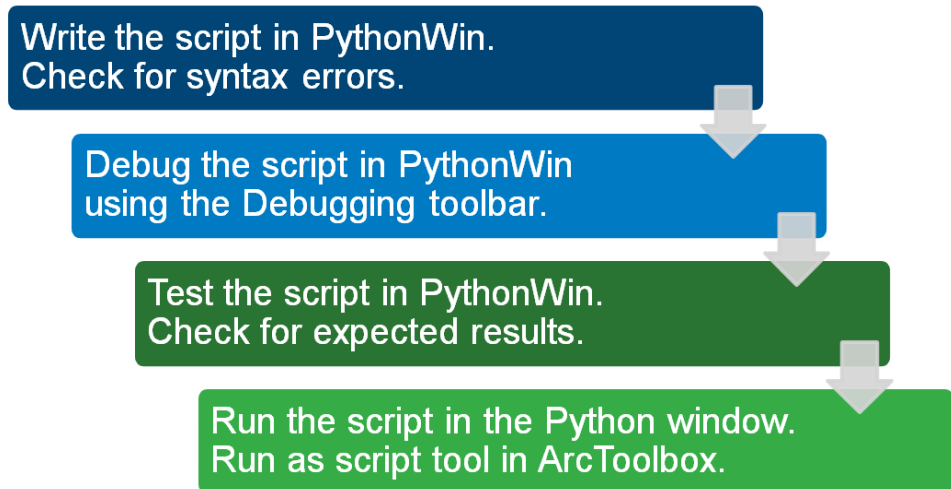 Write the script in PythonWin.
Check for syntax errors.
Debug the script in PythonWin
using the Debugging toolbar.
Test the script in PythonWin.
Check for expected results.
Run the script in the Python window.
Run as script tool in ArcToolbox.